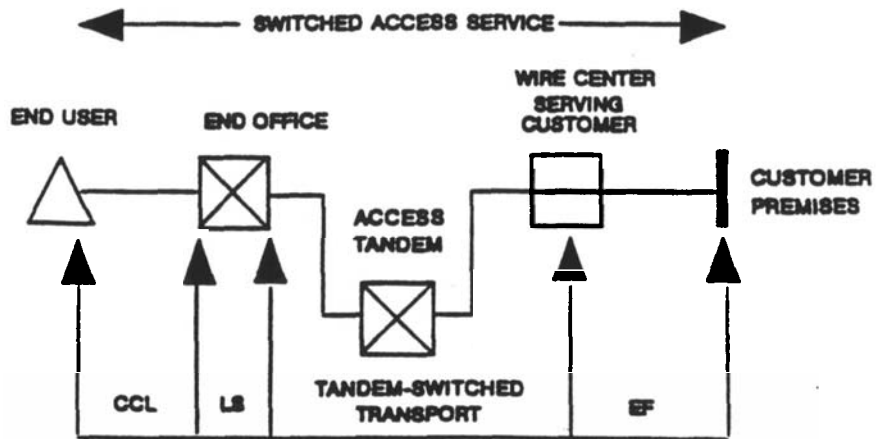 SWITCHED ACCESS SERVICE
WIRE CENTER
SERVING
CUSTOMER
END USER
END OFFICE
CUSTOMER
PREMISES
ACCESS
TANDEM
TANDEM-SWITCHED
TRANSPORT
CCL
LS
EF